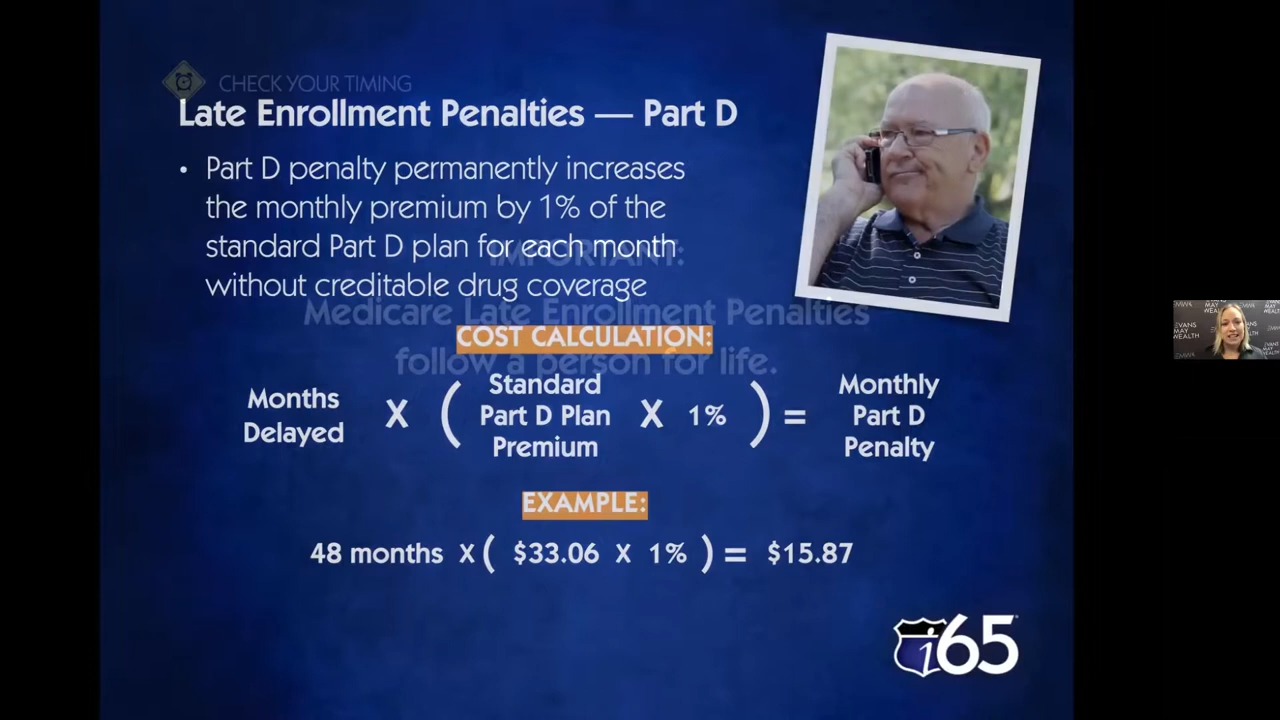 CHECK YOUR TIMING
Late Enrollment Penalties — Part D
• Part D penalty permanently increases
the monthly premium by 1% of the
standard Part D plan for each month
without creditable drug coverage
IMPORTANT:
Medicare Late Enrollment Penalties
follow a person for life.
COST CALCULATION:
Months
Delayed
X
(
Standard
Part D Plan
Premium
X 1% ) =
Monthly
Part D
Penalty
EXAMPLE:
48 months x ( $33.06 x 1% ) = $15.87
i65
EVANS
MAY
WEALTH